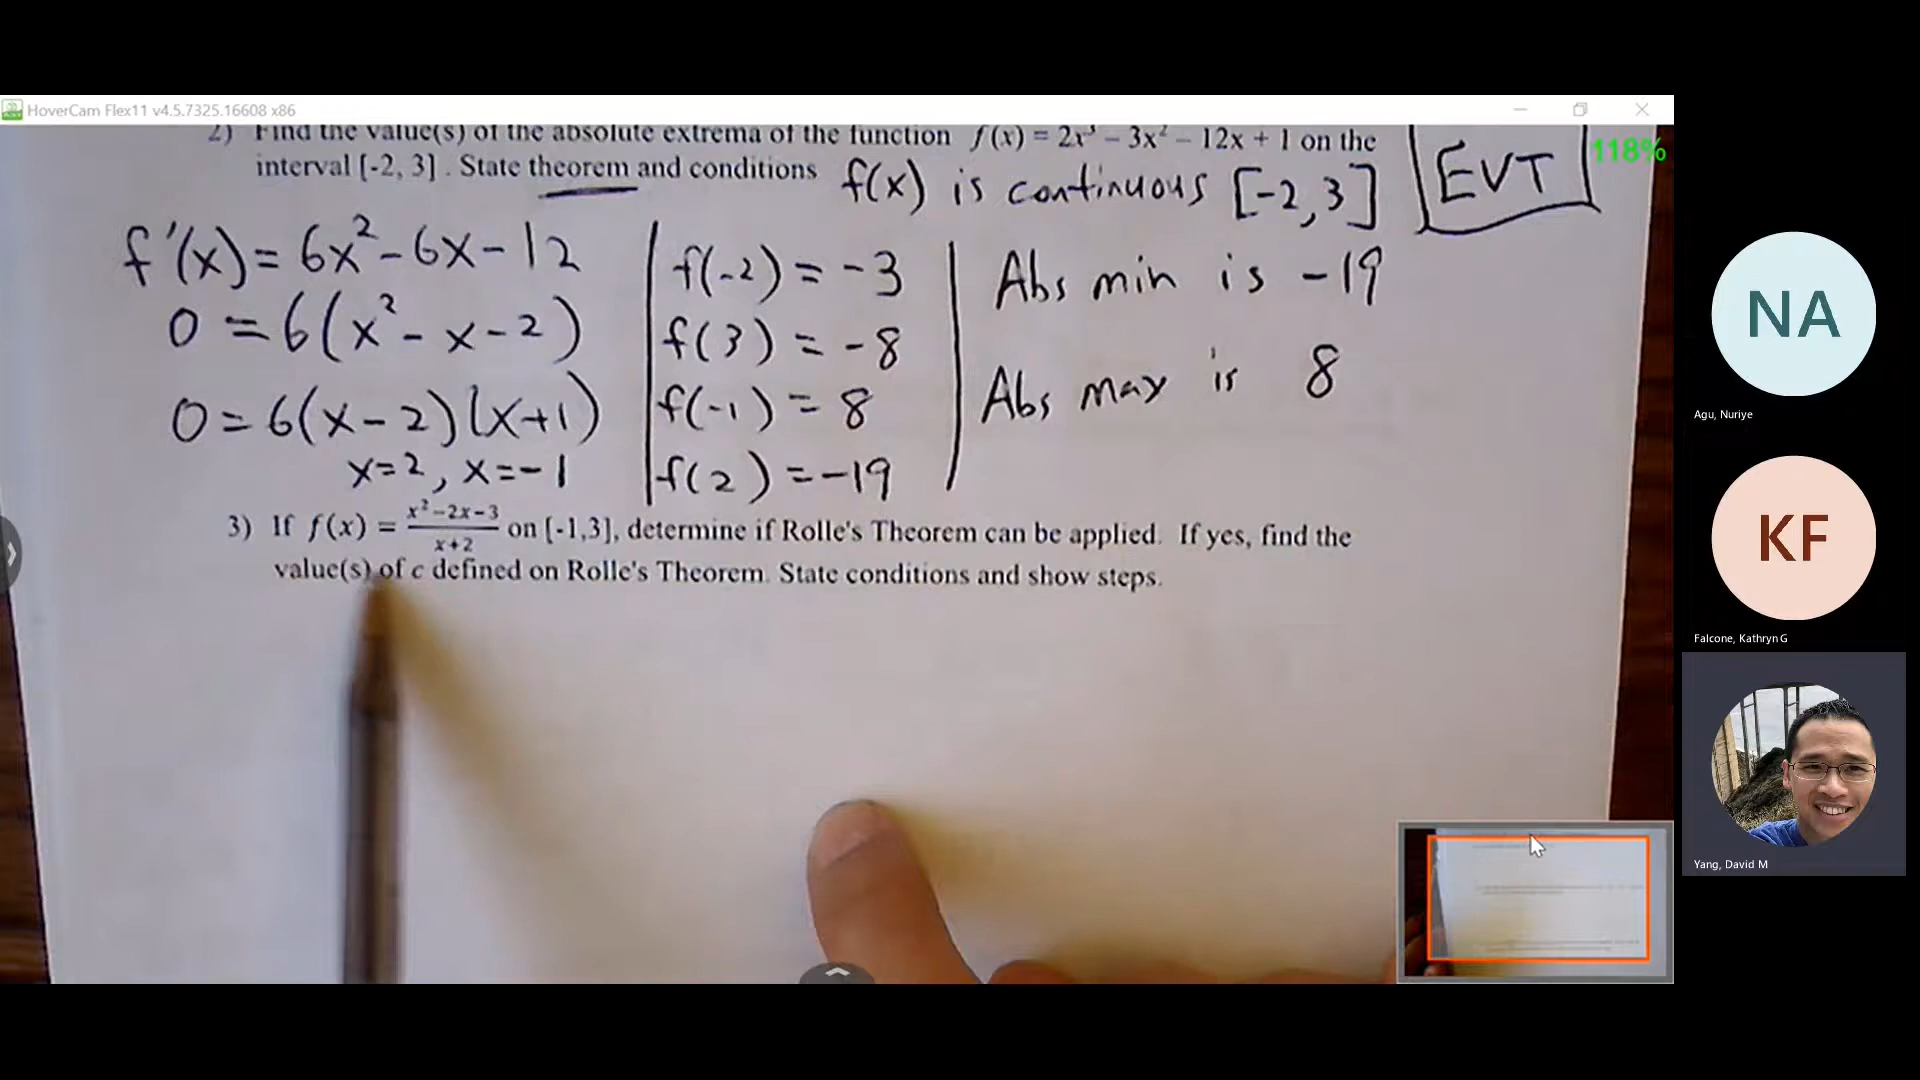 HoverCam Flex11 v4.5.7325.16608 x86
2) Find the value(s) of the absolute extrema of the function f(x) = 2x³ − 3x² − 12x + 1 on the
interval [-2, 3] . State theorem and conditions
f(x) is continuous [-2,3]
EVT
118%
f'(x) = 6x² - 6x - 12
0 = 6(x² - x - 2)
0 = 6(x - 2)(x+1)
x=2, x=-1
f(-2) = -3
f(3) = -8
f(-1) = 8
f(2) = -19
Abs min is -19
Abs max is 8
3) If f(x) = x²−2x−3 / x+2 on [-1,3], determine if Rolle's Theorem can be applied. If yes, find the
value(s) of c defined on Rolle's Theorem. State conditions and show steps.
NA
Agu, Nuriye
KF
Falcone, Kathryn G
Yang, David M